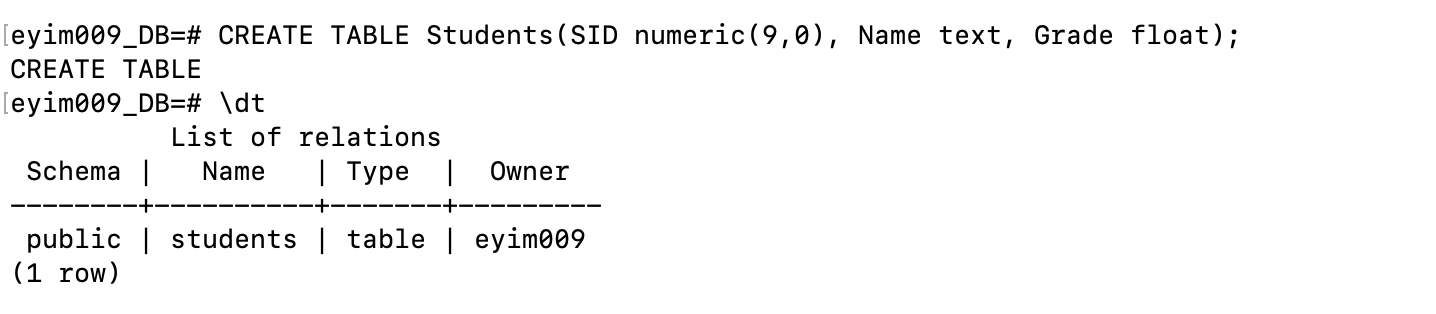 [eyim009_DB=# CREATE TABLE Students(SID numeric(9,0), Name text, Grade float);
CREATE TABLE
[eyim009_DB=# \dt
          List of relations
 Schema |   Name   | Type  |  Owner
--------+----------+-------+---------
 public | students | table | eyim009
(1 row)